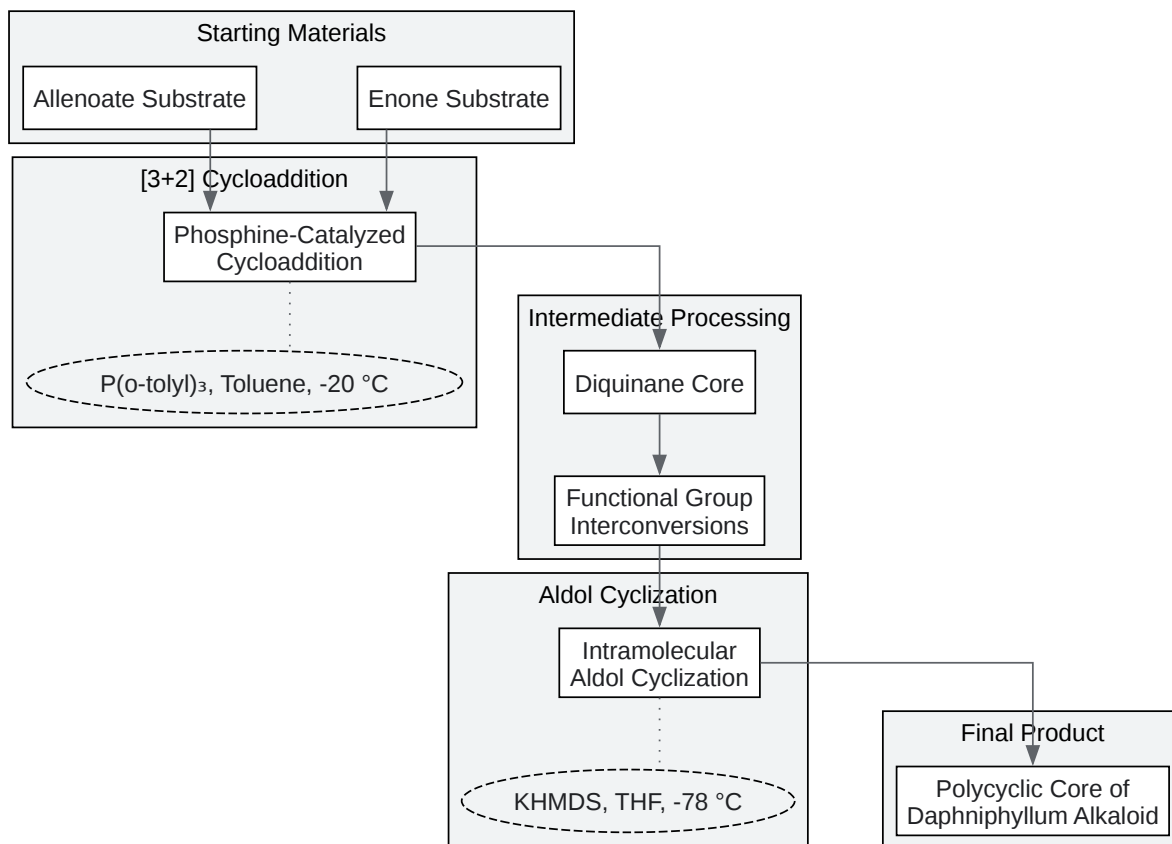 Starting Materials
Allenoate Substrate
Enone Substrate
[3+2] Cycloaddition
Phosphine-Catalyzed
Cycloaddition
P(o-tolyl)₃, Toluene, -20 °C
Intermediate Processing
Diquinane Core
Functional Group
Interconversions
Aldol Cyclization
Intramolecular
Aldol Cyclization
KHMDS, THF, -78 °C
Final Product
Polycyclic Core of
Daphniphyllum Alkaloid